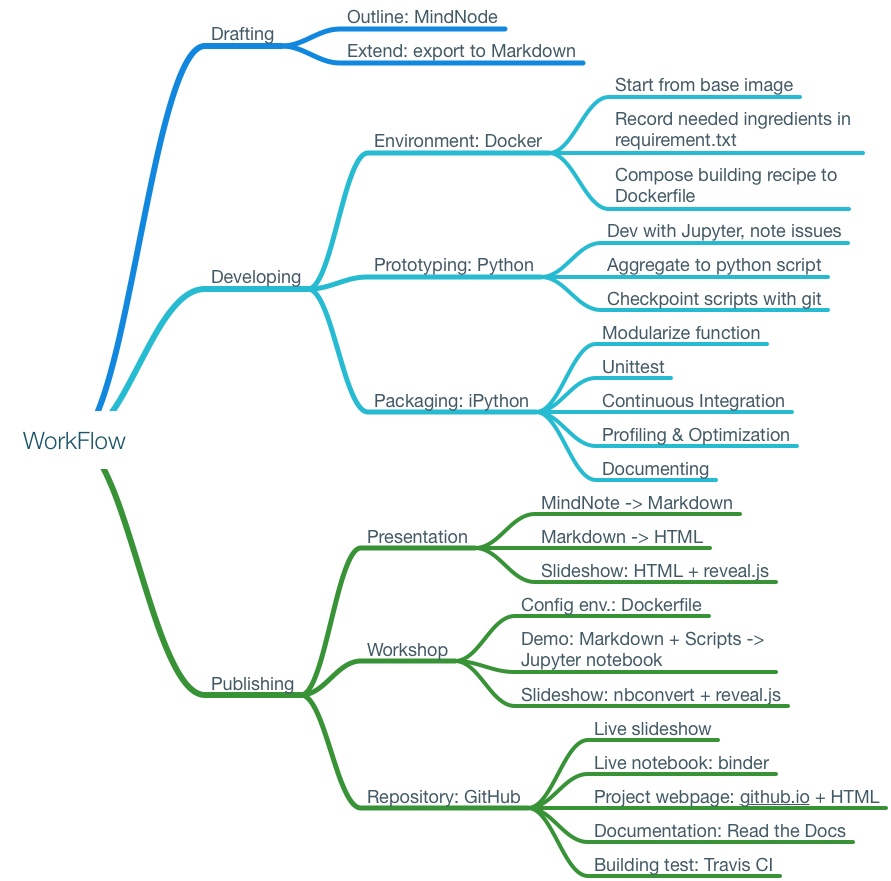 WorkFlow
Drafting
Outline: MindNode
Extend: export to Markdown
Developing
Environment: Docker
Start from base image
Record needed ingredients in
requirement.txt
Compose building recipe to
Dockerfile
Prototyping: Python
Dev with Jupyter, note issues
Aggregate to python script
Checkpoint scripts with git
Packaging: iPython
Modularize function
Unittest
Continuous Integration
Profiling & Optimization
Documenting
Publishing
Presentation
MindNote -> Markdown
Markdown -> HTML
Slideshow: HTML + reveal.js
Workshop
Config env.: Dockerfile
Demo: Markdown + Scripts ->
Jupyter notebook
Slideshow: nbconvert + reveal.js
Repository: GitHub
Live slideshow
Live notebook: binder
Project webpage: github.io + HTML
Documentation: Read the Docs
Building test: Travis CI